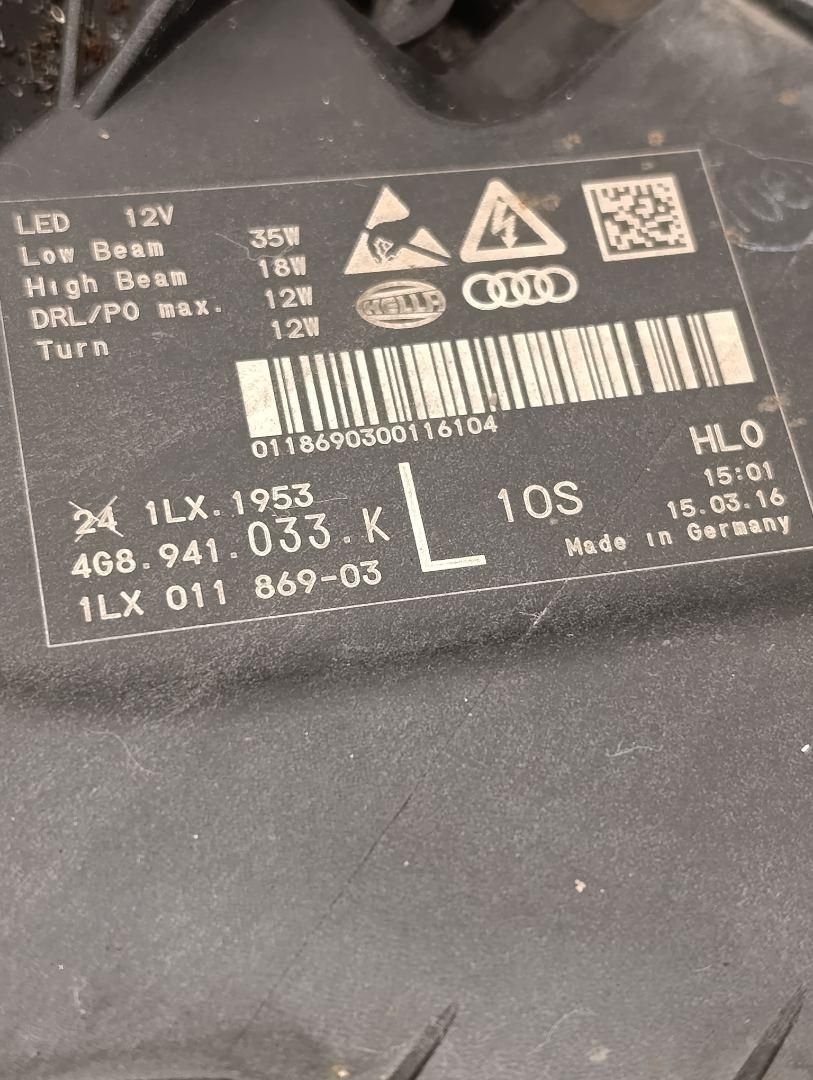 LED 12V
Low Beam 35W
High Beam 18W
DRL/PO max. 12W
Turn 12W
HELLA
0118690300116104
HLO
15:01
24 1LX.1953
15.03.16
4G8.941.033.K L 10S
Made in Germany
1LX 011 869-03